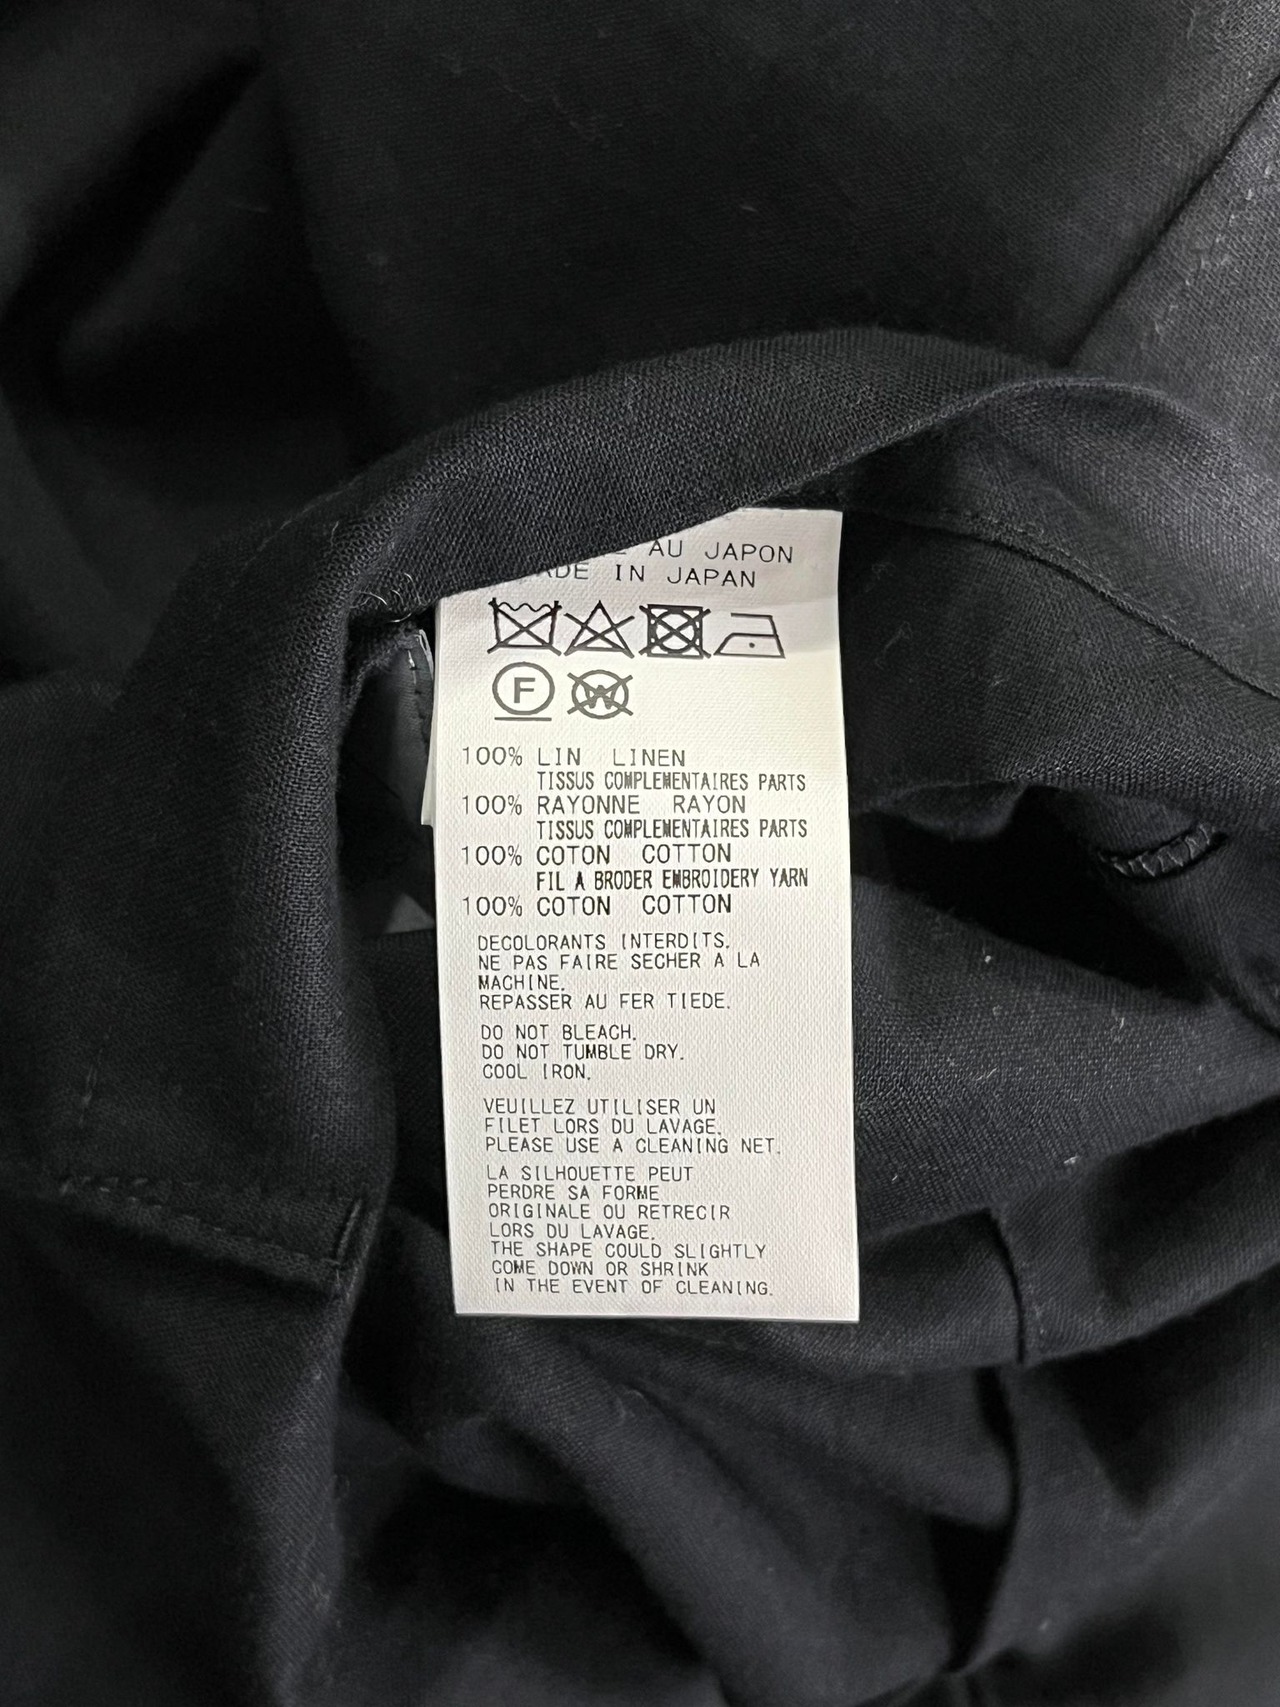 AU JAPON
MADE IN JAPAN
F W
100% LIN LINEN
TISSUS COMPLEMENTAIRES PARTS
100% RAYONNE RAYON
TISSUS COMPLEMENTAIRES PARTS
100% COTON COTTON
FIL A BRODER EMBROIDERY YARN
100% COTON COTTON
DECOLORANTS INTERDITS.
NE PAS FAIRE SECHER A LA
MACHINE.
REPASSER AU FER TIEDE.
DO NOT BLEACH.
DO NOT TUMBLE DRY.
COOL IRON.
VEUILLEZ UTILISER UN
FILET LORS DU LAVAGE.
PLEASE USE A CLEANING NET.
LA SILHOUETTE PEUT
PERDRE SA FORME
ORIGINALE OU RETRECIR
LORS DU LAVAGE.
THE SHAPE COULD SLIGHTLY
COME DOWN OR SHRINK
IN THE EVENT OF CLEANING.